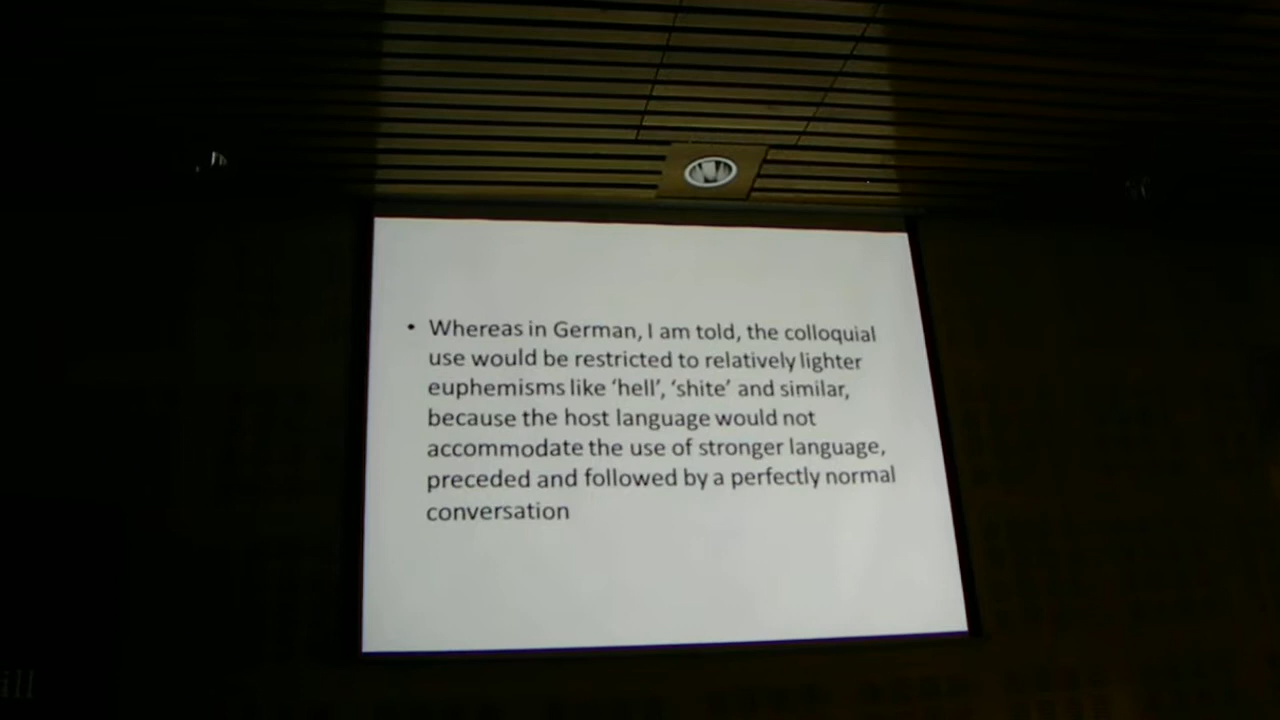 • Whereas in German, I am told, the colloquial
use would be restricted to relatively lighter
euphemisms like ‘hell’, ‘shite’ and similar,
because the host language would not
accommodate the use of stronger language,
preceded and followed by a perfectly normal
conversation